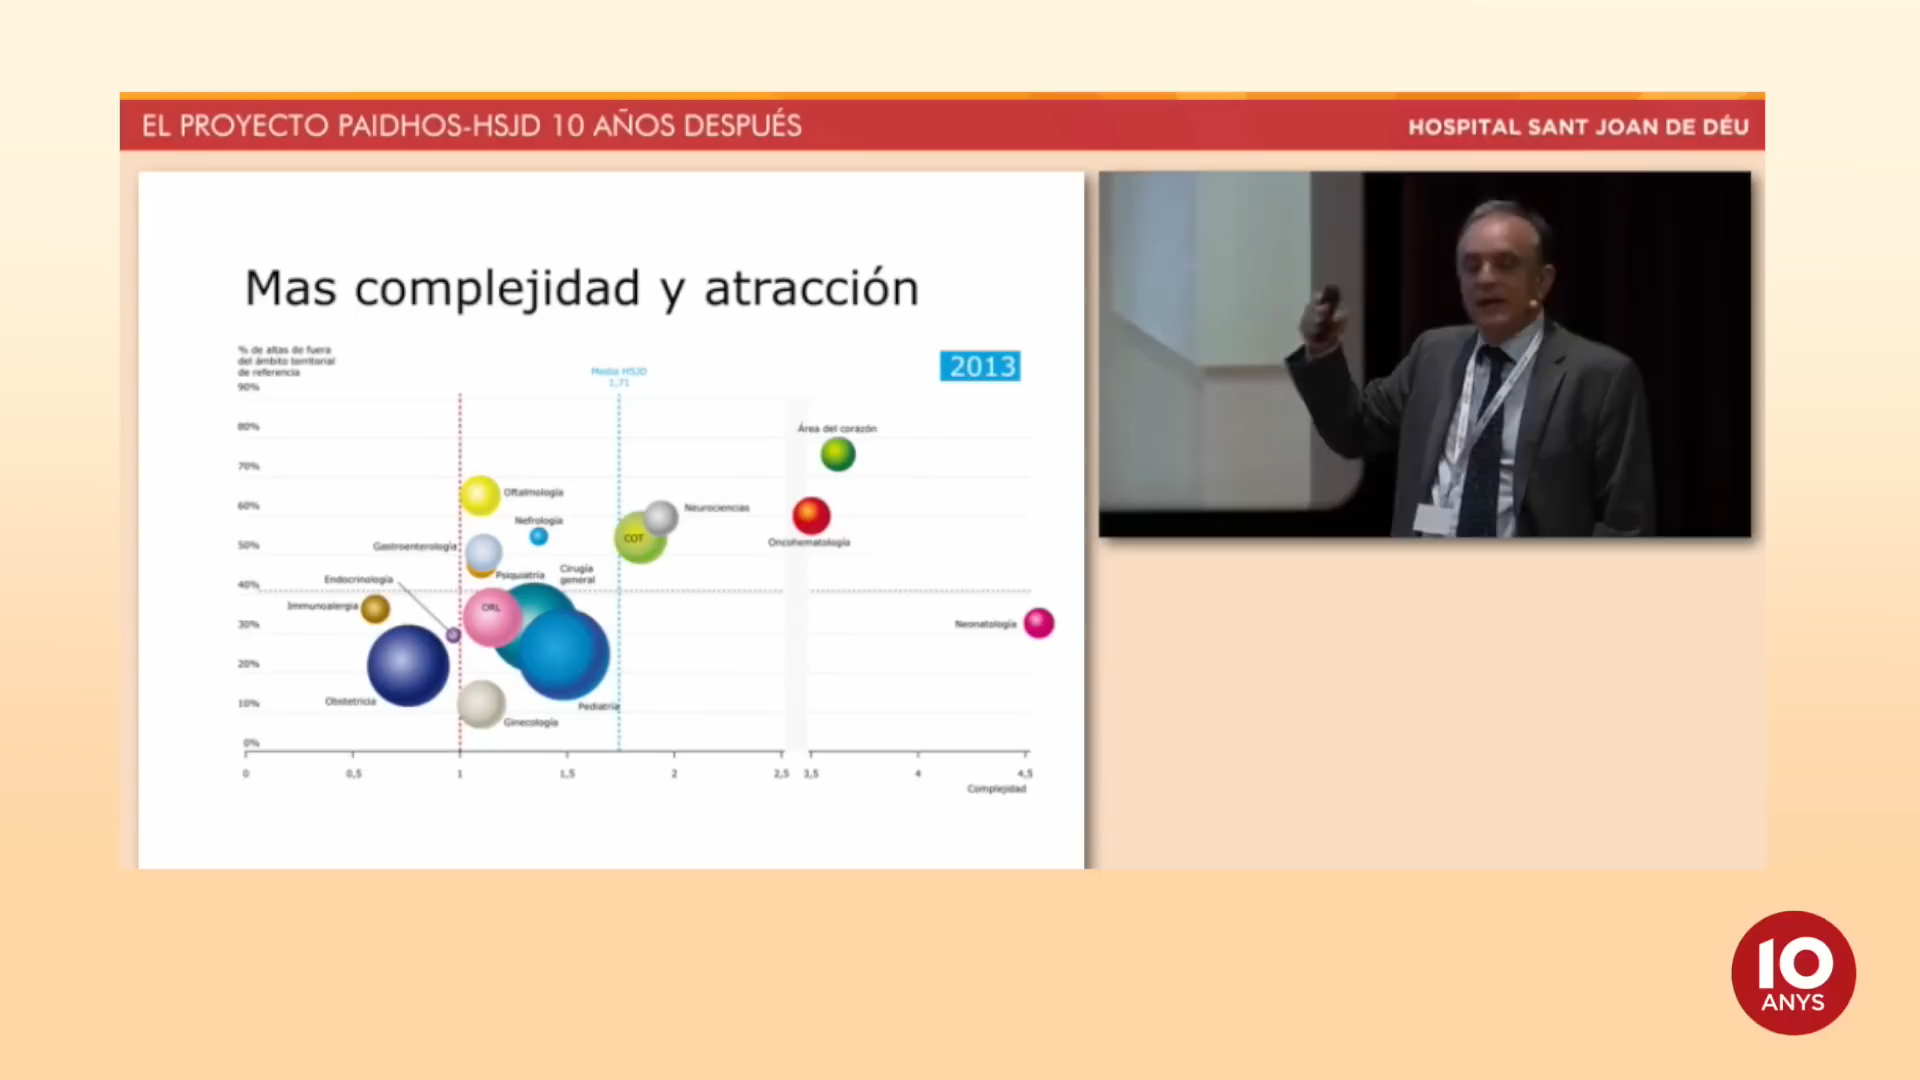 EL PROYECTO PAIDHOS-HSJD 10 AÑOS DESPUÉS
HOSPITAL SANT JOAN DE DÉU
Mas complejidad y atracción
% de altas de fuera
del ámbito territorial
de referencia
2013
Media HSJD
1,71
90%
80%
70%
60%
50%
40%
30%
20%
10%
0%
Área del corazón
Oftalmología
Neurociencias
Nefrología
COT
Oncohematología
Gastroenterología
Psiquiatría
Cirugía
general
Endocrinología
Immunoalergia
ORL
Neonatología
Obstetricia
Pediatría
Ginecología
0
0,5
1
1,5
2
2,5
3,5
4
4,5
Complejidad
10
ANYS